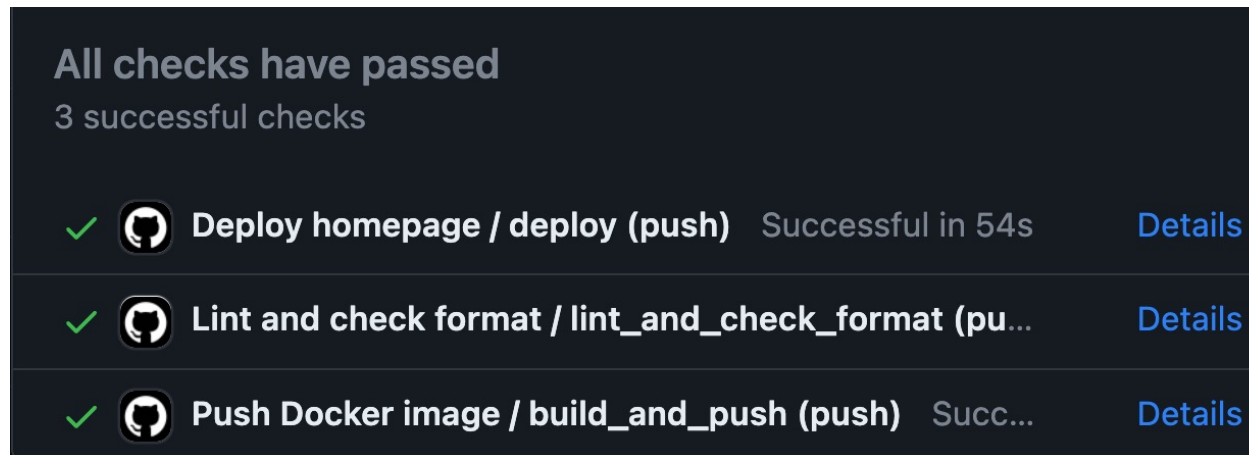 All checks have passed
3 successful checks
Deploy homepage / deploy (push) Successful in 54s Details
Lint and check format / lint_and_check_format (pu... Details
Push Docker image / build_and_push (push) Succ... Details